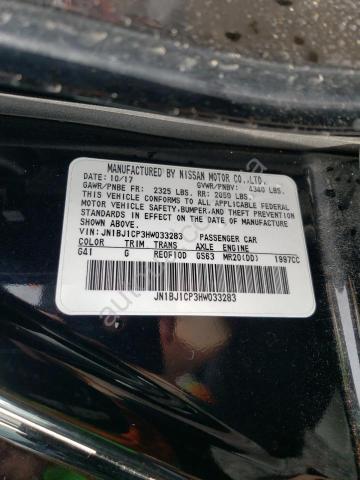 MANUFACTURED BY NISSAN MOTOR CO.,LTD.
DATE: 10/17 GVWR/PNBV: 4340 LBS.
GAWR/PNBE FR: 2325 LBS. RR: 2050 LBS.
THIS VEHICLE CONFORMS TO ALL APPLICABLE FEDERAL
MOTOR VEHICLE SAFETY,BUMPER,AND THEFT PREVENTION
STANDARDS IN EFFECT ON THE DATE OF MANUFACTURE
SHOWN ABOVE.
VIN: JN1BJ1CP3HW033283 PASSENGER CAR
COLOR TRIM TRANS AXLE ENGINE
G41 G RE0F10D GS63 MR20(DD) 1997CC
JN1BJ1CP3HW033283